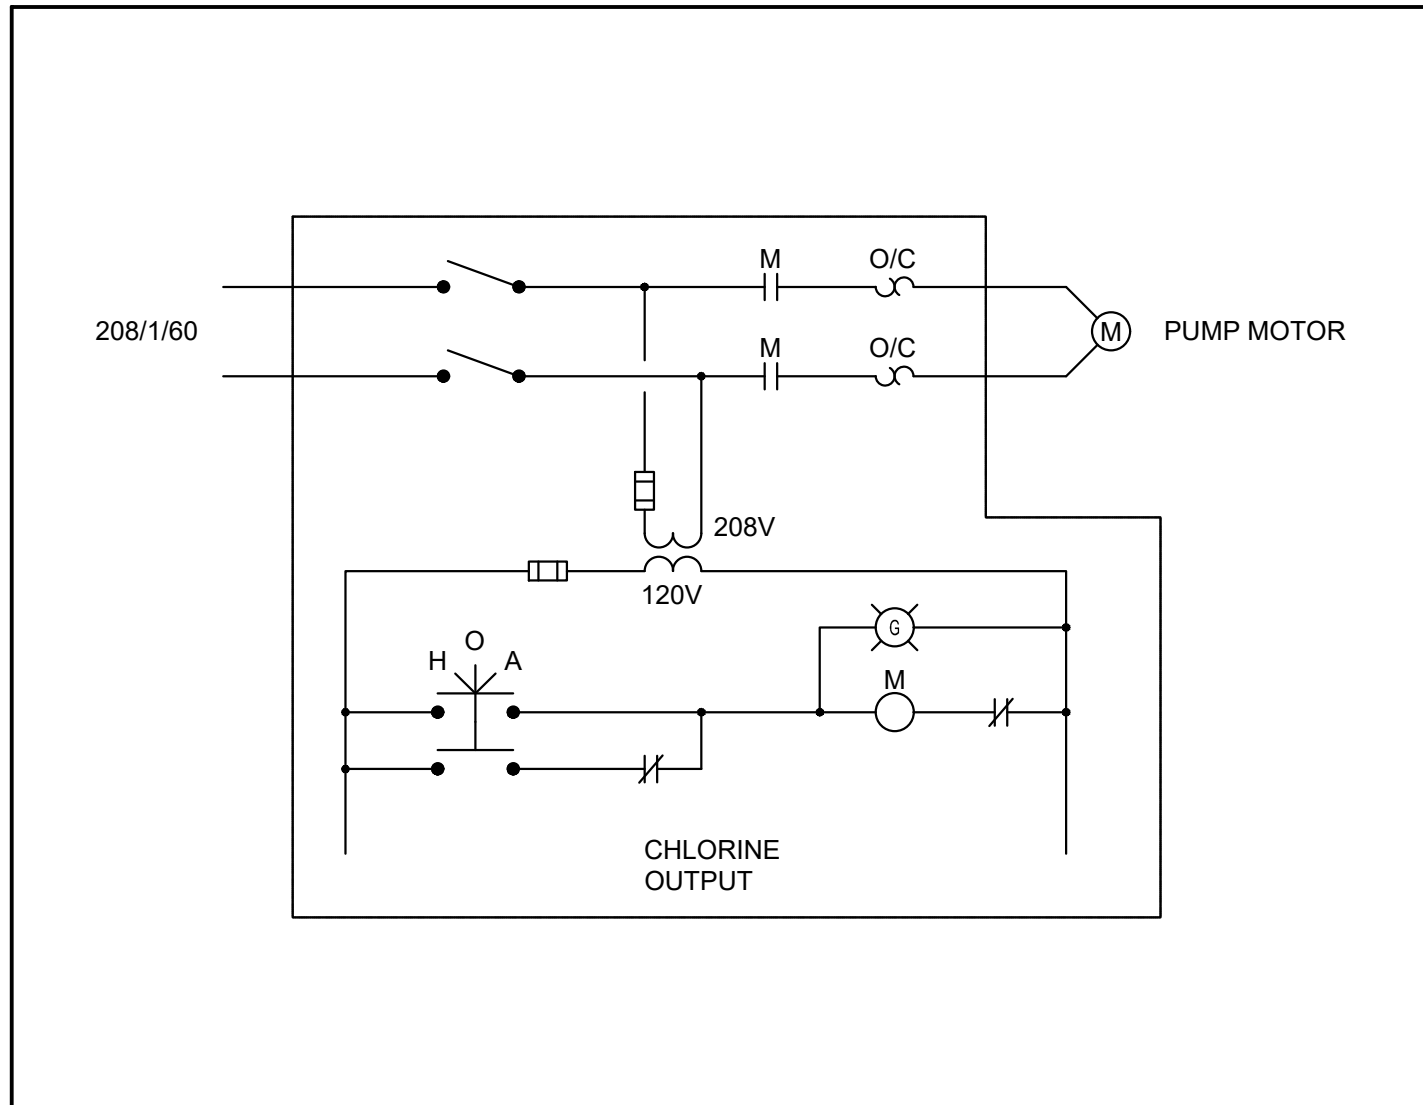 M
O/C
208/1/60
M
PUMP MOTOR
M
O/C
208V
120V
G
O
H
A
M
CHLORINE
OUTPUT